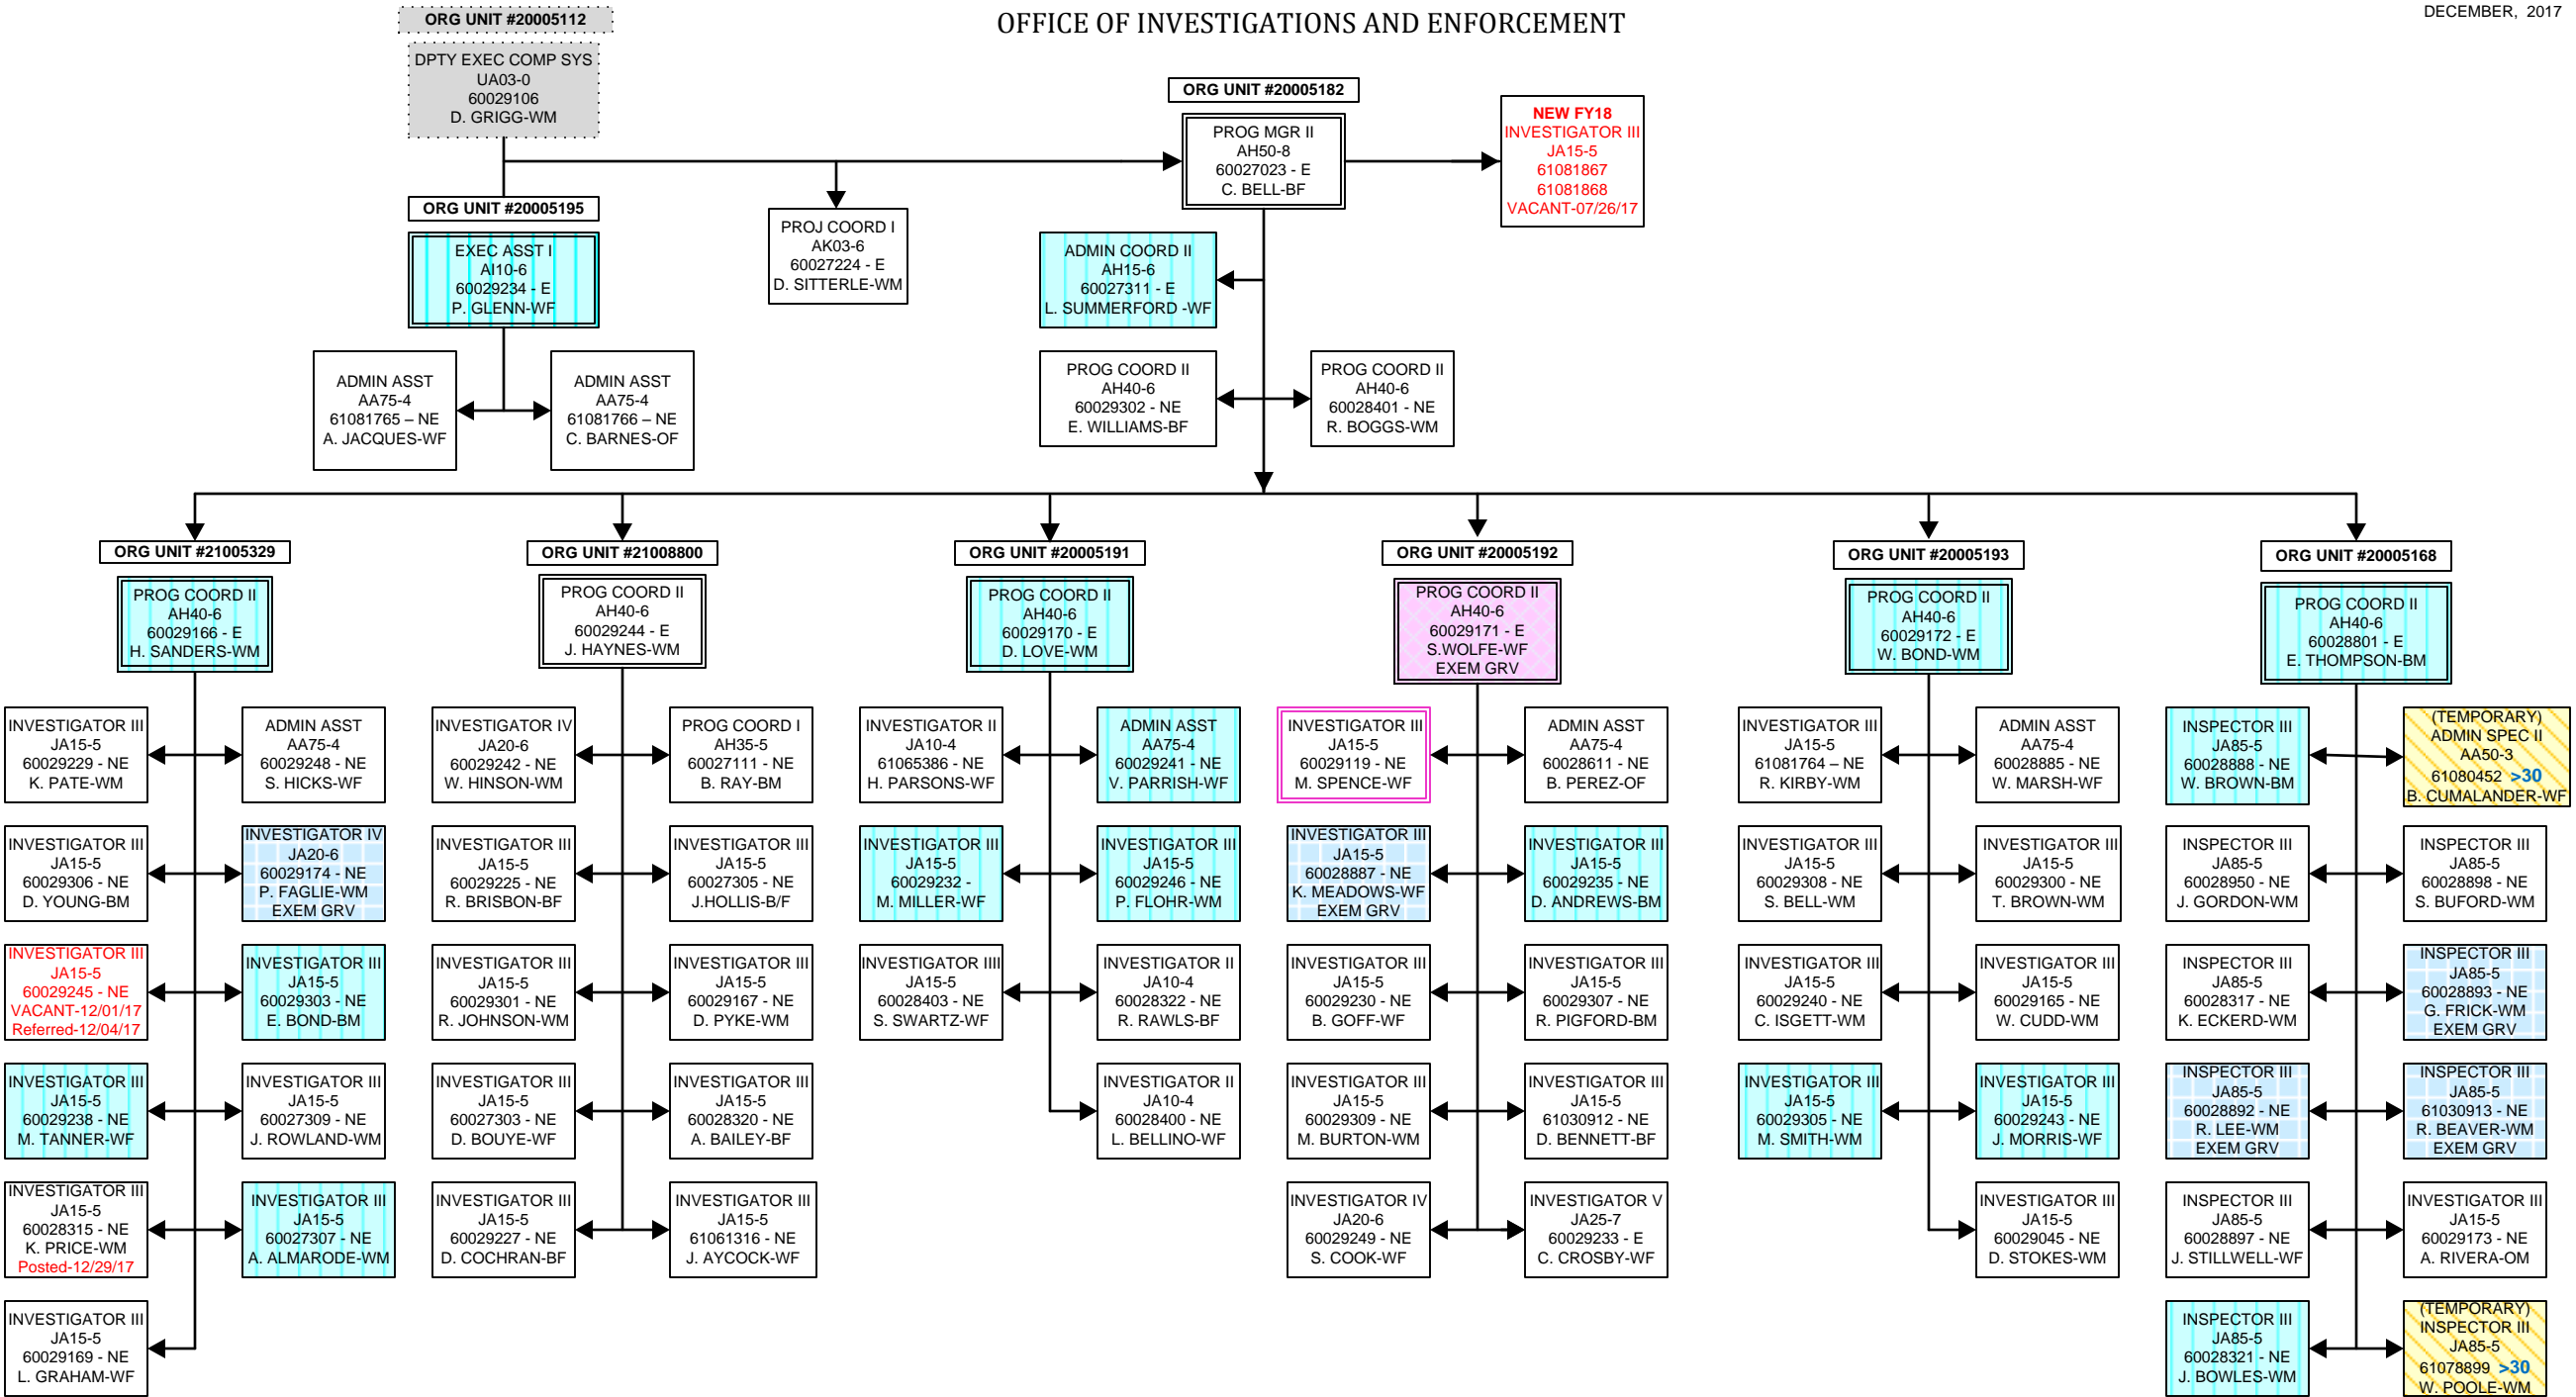 ORG UNIT #20005112
OFFICE OF INVESTIGATIONS AND ENFORCEMENT
DECEMBER, 2017
DPTY EXEC COMP SYS
UA03-0
60029106
D. GRIGG-WM
ORG UNIT #20005182
PROG MGR II
AH50-8
60027023 - E
C. BELL-BF
NEW FY18
INVESTIGATOR III
JA15-5
61081867
61081868
VACANT-07/26/17
ORG UNIT #20005195
EXEC ASST I
AI10-6
60029234 - E
P. GLENN-WF
PROJ COORD I
AK03-6
60027224 - E
D. SITTERLE-WM
ADMIN COORD II
AH15-6
60027311 - E
L. SUMMERFORD -WF
ADMIN ASST
AA75-4
61081765 – NE
A. JACQUES-WF
ADMIN ASST
AA75-4
61081766 – NE
C. BARNES-OF
PROG COORD II
AH40-6
60029302 - NE
E. WILLIAMS-BF
PROG COORD II
AH40-6
60028401 - NE
R. BOGGS-WM
ORG UNIT #21005329
PROG COORD II
AH40-6
60029166 - E
H. SANDERS-WM
INVESTIGATOR III
JA15-5
60029229 - NE
K. PATE-WM
ADMIN ASST
AA75-4
60029248 - NE
S. HICKS-WF
INVESTIGATOR III
JA15-5
60029306 - NE
D. YOUNG-BM
INVESTIGATOR IV
JA20-6
60029174 - NE
P. FAGLIE-WM
EXEM GRV
INVESTIGATOR III
JA15-5
60029245 - NE
VACANT-12/01/17
Referred-12/04/17
INVESTIGATOR III
JA15-5
60029303 - NE
E. BOND-BM
INVESTIGATOR III
JA15-5
60029238 - NE
M. TANNER-WF
INVESTIGATOR III
JA15-5
60027309 - NE
J. ROWLAND-WM
INVESTIGATOR III
JA15-5
60028315 - NE
K. PRICE-WM
Posted-12/29/17
INVESTIGATOR III
JA15-5
60027307 - NE
A. ALMARODE-WM
INVESTIGATOR III
JA15-5
60029169 - NE
L. GRAHAM-WF
ORG UNIT #21008800
PROG COORD II
AH40-6
60029244 - E
J. HAYNES-WM
INVESTIGATOR IV
JA20-6
60029242 - NE
W. HINSON-WM
PROG COORD I
AH35-5
60027111 - NE
B. RAY-BM
INVESTIGATOR III
JA15-5
60029225 - NE
R. BRISBON-BF
INVESTIGATOR III
JA15-5
60027305 - NE
J.HOLLIS-B/F
INVESTIGATOR III
JA15-5
60029301 - NE
R. JOHNSON-WM
INVESTIGATOR III
JA15-5
60029167 - NE
D. PYKE-WM
INVESTIGATOR III
JA15-5
60027303 - NE
D. BOUYE-WF
INVESTIGATOR III
JA15-5
60028320 - NE
A. BAILEY-BF
INVESTIGATOR III
JA15-5
60029227 - NE
D. COCHRAN-BF
INVESTIGATOR III
JA15-5
61061316 - NE
J. AYCOCK-WF
ORG UNIT #20005191
PROG COORD II
AH40-6
60029170 - E
D. LOVE-WM
INVESTIGATOR II
JA10-4
61065386 - NE
H. PARSONS-WF
ADMIN ASST
AA75-4
60029241 - NE
V. PARRISH-WF
INVESTIGATOR III
JA15-5
60029232 -
M. MILLER-WF
INVESTIGATOR III
JA15-5
60029246 - NE
P. FLOHR-WM
INVESTIGATOR IIII
JA15-5
60028403 - NE
S. SWARTZ-WF
INVESTIGATOR II
JA10-4
60028322 - NE
R. RAWLS-BF
INVESTIGATOR II
JA10-4
60028400 - NE
L. BELLINO-WF
ORG UNIT #20005192
PROG COORD II
AH40-6
60029171 - E
S.WOLFE-WF
EXEM GRV
INVESTIGATOR III
JA15-5
60029119 - NE
M. SPENCE-WF
ADMIN ASST
AA75-4
60028611 - NE
B. PEREZ-OF
INVESTIGATOR III
JA15-5
60028887 - NE
K. MEADOWS-WF
EXEM GRV
INVESTIGATOR III
JA15-5
60029235 - NE
D. ANDREWS-BM
INVESTIGATOR III
JA15-5
60029230 - NE
B. GOFF-WF
INVESTIGATOR III
JA15-5
60029307 - NE
R. PIGFORD-BM
INVESTIGATOR III
JA15-5
60029309 - NE
M. BURTON-WM
INVESTIGATOR III
JA15-5
61030912 - NE
D. BENNETT-BF
INVESTIGATOR IV
JA20-6
60029249 - NE
S. COOK-WF
INVESTIGATOR V
JA25-7
60029233 - E
C. CROSBY-WF
ORG UNIT #20005193
PROG COORD II
AH40-6
60029172 - E
W. BOND-WM
INVESTIGATOR III
JA15-5
61081764 – NE
R. KIRBY-WM
ADMIN ASST
AA75-4
60028885 - NE
W. MARSH-WF
INVESTIGATOR III
JA15-5
60029308 - NE
S. BELL-WM
INVESTIGATOR III
JA15-5
60029300 - NE
T. BROWN-WM
INVESTIGATOR III
JA15-5
60029240 - NE
C. ISGETT-WM
INVESTIGATOR III
JA15-5
60029165 - NE
W. CUDD-WM
INVESTIGATOR III
JA15-5
60029305 - NE
M. SMITH-WM
INVESTIGATOR III
JA15-5
60029243 - NE
J. MORRIS-WF
INVESTIGATOR III
JA15-5
60029045 - NE
D. STOKES-WM
ORG UNIT #20005168
PROG COORD II
AH40-6
60028801 - E
E. THOMPSON-BM
INSPECTOR III
JA85-5
60028888 - NE
W. BROWN-BM
(TEMPORARY)
ADMIN SPEC II
AA50-3
61080452 >30
B. CUMALANDER-WF
INSPECTOR III
JA85-5
60028950 - NE
J. GORDON-WM
INSPECTOR III
JA85-5
60028898 - NE
S. BUFORD-WM
INSPECTOR III
JA85-5
60028317 - NE
K. ECKERD-WM
INSPECTOR III
JA85-5
60028893 - NE
G. FRICK-WM
EXEM GRV
INSPECTOR III
JA85-5
60028892 - NE
R. LEE-WM
EXEM GRV
INSPECTOR III
JA85-5
61030913 - NE
R. BEAVER-WM
EXEM GRV
INSPECTOR III
JA85-5
60028897 - NE
J. STILLWELL-WF
INVESTIGATOR III
JA15-5
60029173 - NE
A. RIVERA-OM
INSPECTOR III
JA85-5
60028321 - NE
J. BOWLES-WM
(TEMPORARY)
INSPECTOR III
JA85-5
61078899 >30
W. POOLE-WM